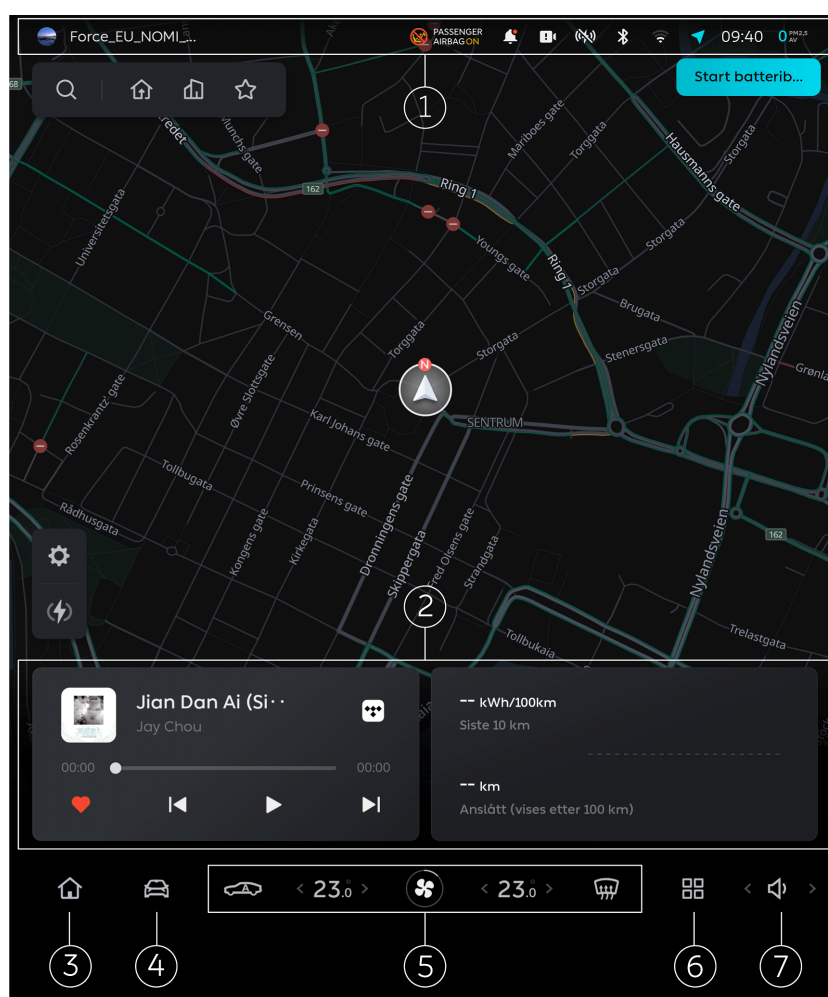 Force_EU_NOMI_...
PASSENGER
AIRBAG ON
09:40
0 PM2,5
AV
Start batterib...
1
68
Munchs gate
Mariboes gate
Torggata
Hausmanns gate
Storgata
162
Ring 1
Universitetsgata
Youngs gate
Ring 1
Storgata
Storgata
Brugata
Grensen
Torggata
Storgata
Stenersgata
Nylandsveien
N
Øvre Slottsgate
Rosenkrantz' gate
Karl Johans gate
SENTRUM
Tollbugata
Prinsens gate
Rådhusgata
Kongens gate
Kirkegata
Dronningens gate
Skippergata
Fred Olsens gate
Strandgata
Nylandsveien
162
2
Tollbukaia
Trelastgata
Jian Dan Ai (Si··
Jay Chou
00:00
00:00
-- kWh/100km
Siste 10 km
-- km
Anslått (vises etter 100 km)
A
< 23.0 >
< 23.0 >
< >
3
4
5
6
7